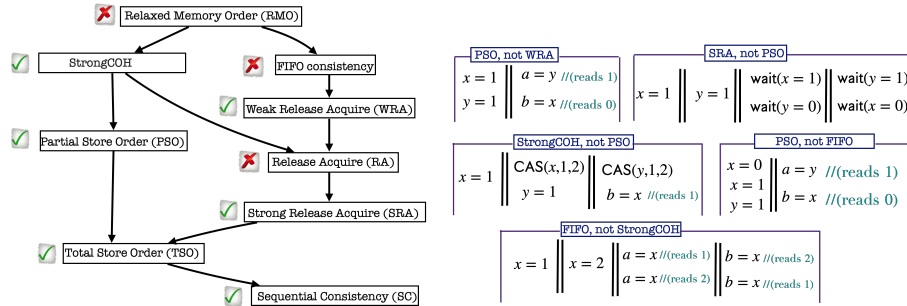 Relaxed Memory Order (RMO)
StrongCOH
FIFO consistency
Weak Release Acquire (WRA)
Partial Store Order (PSO)
Release Acquire (RA)
Strong Release Acquire (SRA)
Total Store Order (TSO)
Sequential Consistency (SC)
PSO, not WRA
x = 1 || a = y //(reads 1)
y = 1 || b = x //(reads 0)
SRA, not PSO
x = 1 || y = 1 || wait(x = 1) || wait(y = 1)
wait(y = 0) || wait(x = 0)
StrongCOH, not PSO
x = 1 || CAS(x,1,2) || CAS(y,1,2)
y = 1 || b = x //(reads 1)
PSO, not FIFO
x = 0
x = 1 || a = y //(reads 1)
y = 1 || b = x //(reads 0)
FIFO, not StrongCOH
x = 1 || x = 2 || a = x //(reads 1) || b = x //(reads 2)
a = x //(reads 2) || b = x //(reads 1)